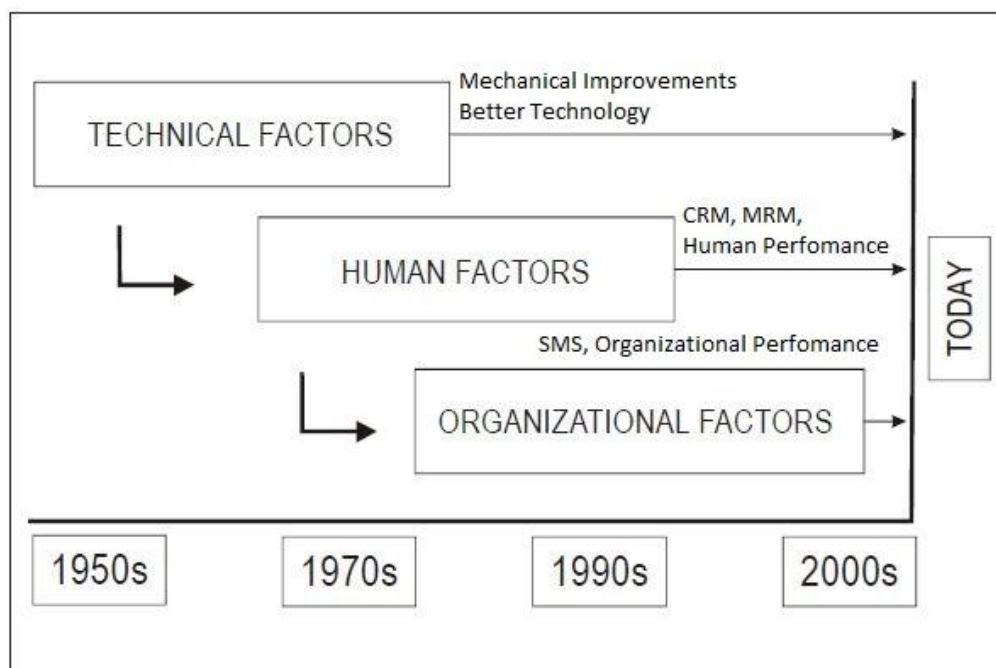 Mechanical Improvements
Better Technology
TECHNICAL FACTORS
CRM, MRM,
Human Perfomance
HUMAN FACTORS
SMS, Organizational Perfomance
ORGANIZATIONAL FACTORS
TODAY
1950s
1970s
1990s
2000s